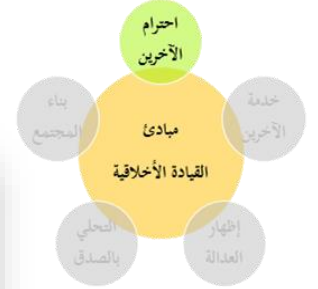 احترام
الآخرين
خدمة
الآخرين
إظهار
العدالة
التحلي
بالصدق
بناء
المجتمع
مبادئ
القيادة الأخلاقية